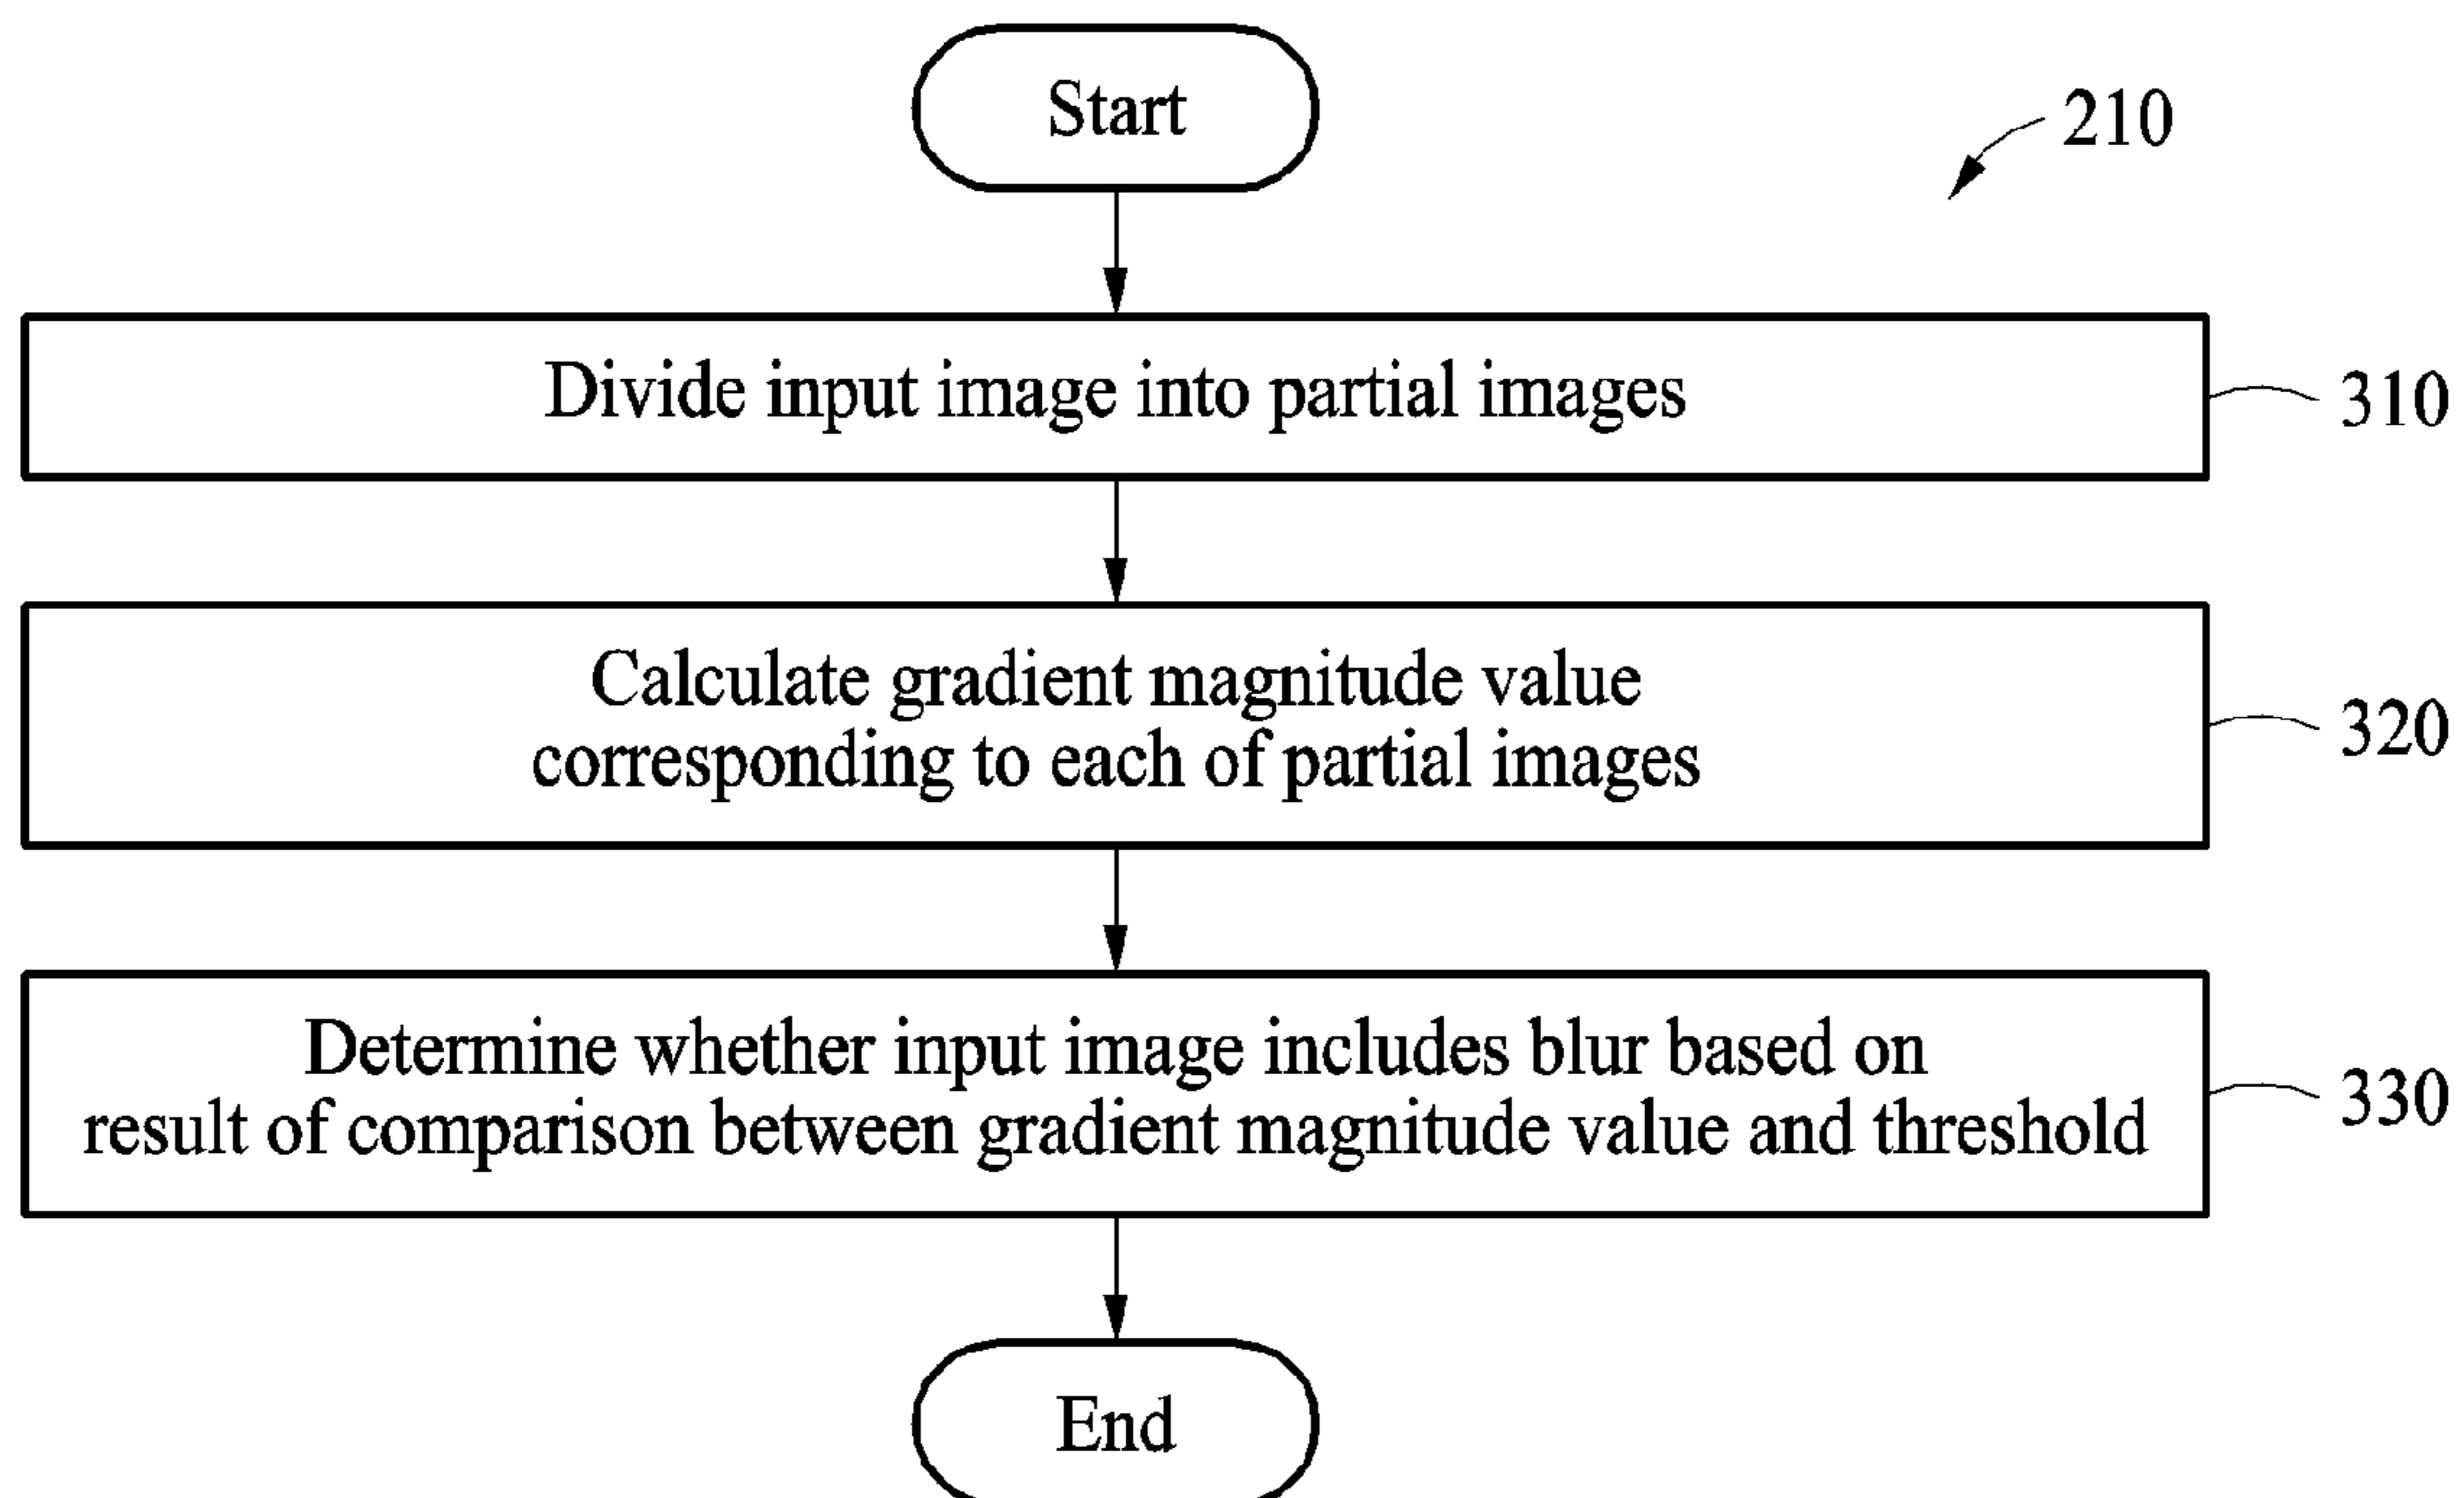 Start
210
Divide input image into partial images
310
Calculate gradient magnitude value
corresponding to each of partial images
320
Determine whether input image includes blur based on
result of comparison between gradient magnitude value and threshold
330
End